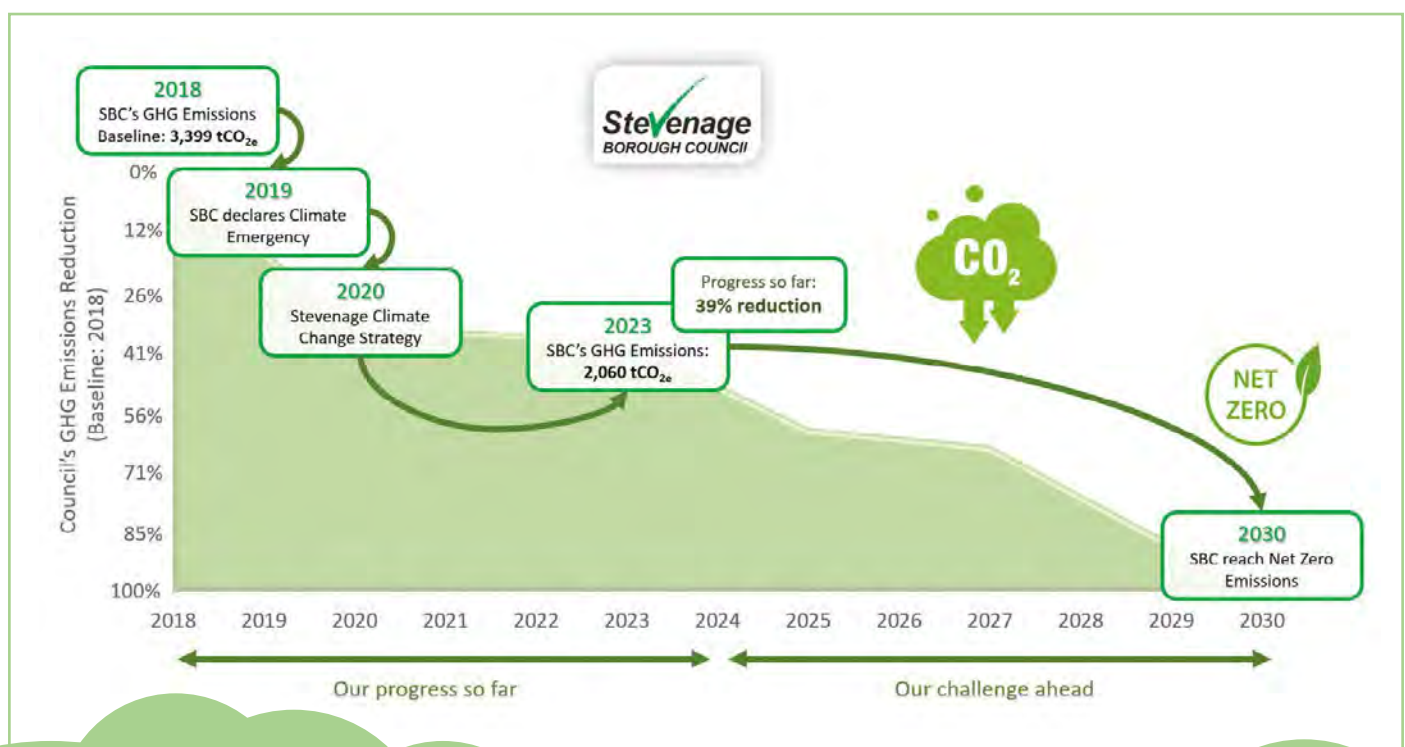 2018
SBC's GHG Emissions
Baseline: 3,399 tCO2e
Stevenage
BOROUGH COUNCIL
2019
SBC declares Climate
Emergency
2020
Stevenage Climate
Change Strategy
2023
SBC's GHG Emissions:
2,060 tCO2e
Progress so far:
39% reduction
CO2
NET
ZERO
2030
SBC reach Net Zero
Emissions
Council's GHG Emissions Reduction
(Baseline: 2018)
0%
12%
26%
41%
56%
71%
85%
100%
2018 2019 2020 2021 2022 2023 2024 2025 2026 2027 2028 2029 2030
Our progress so far
Our challenge ahead